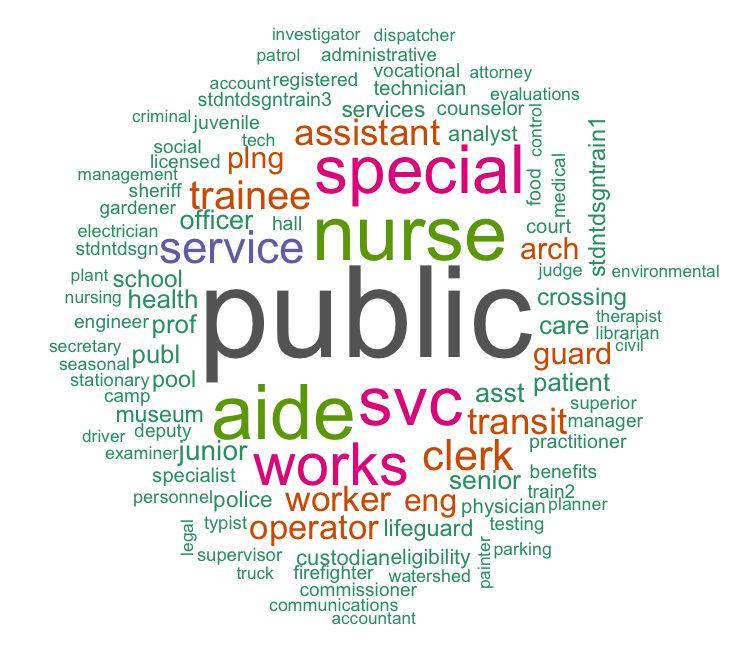 investigator dispatcher
patrol administrative
vocational attorney
account registered technician
stdntdsgntrain3 evaluations
services counselor
criminal juvenile assistant analyst control
tech
social plng special
licensed
management food medical stdntdsgntrain1
sheriff trainee
gardener officer hall nurse court
electrician service arch
stdntdsgn
plant school public judge environmental
nursing health crossing
engineer prof care therapist
librarian
secretary publ guard civil
seasonal
stationary pool aide svc asst patient
camp superior
museum transit manager
driver deputy clerk practitioner
examiner junior works
specialist senior benefits
train2
personnel police worker eng physician planner
legal typist operator lifeguard testing
supervisor custodian eligibility painter parking
truck firefighter watershed
commissioner
communications
accountant